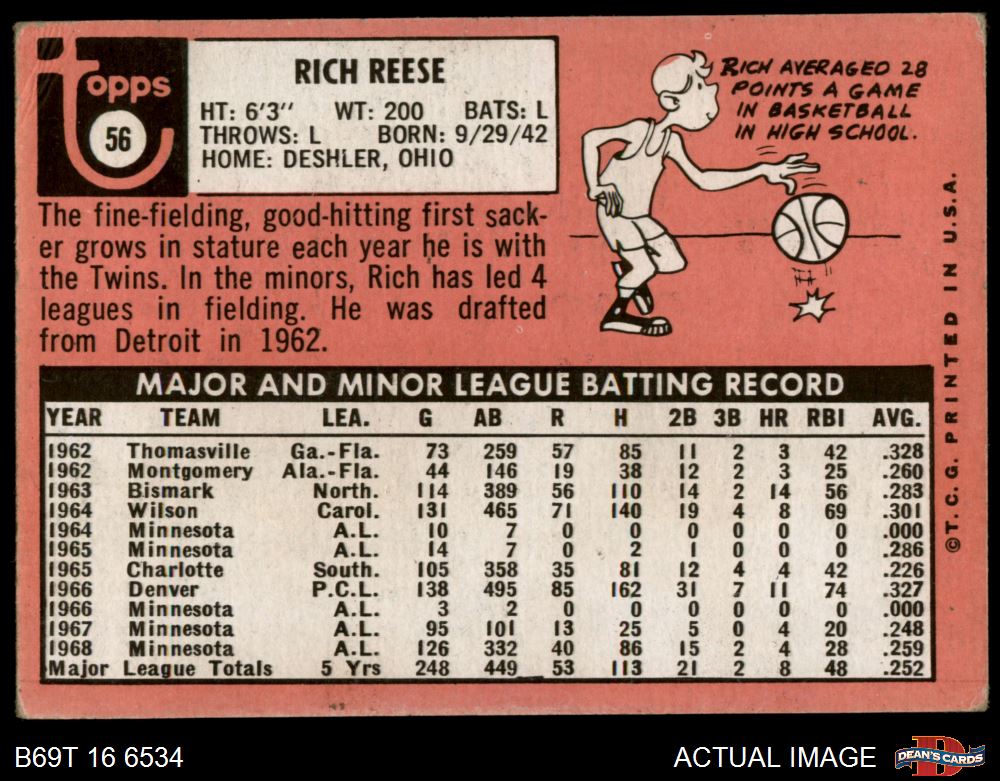 topps
56
RICH REESE
HT: 6'3" WT: 200 BATS: L
THROWS: L BORN: 9/29/42
HOME: DESHLER, OHIO
RICH AVERAGED 28
POINTS A GAME
IN BASKETBALL
IN HIGH SCHOOL.
The fine-fielding, good-hitting first sack-
er grows in stature each year he is with
the Twins. In the minors, Rich has led 4
leagues in fielding. He was drafted
from Detroit in 1962.
©T.C.G. PRINTED IN U.S.A.
MAJOR AND MINOR LEAGUE BATTING RECORD
YEAR TEAM LEA. G AB R H 2B 3B HR RBI AVG.
1962 Thomasville Ga.-Fla. 73 259 57 85 11 2 3 42 .328
1962 Montgomery Ala.-Fla. 44 146 19 38 12 2 3 25 .260
1963 Bismark North. 114 389 56 110 14 2 14 56 .283
1964 Wilson Carol. 131 465 71 140 19 4 8 69 .301
1964 Minnesota A.L. 10 7 0 0 0 0 0 0 .000
1965 Minnesota A.L. 14 7 0 2 1 0 0 0 .286
1965 Charlotte South. 105 358 35 81 12 4 4 42 .226
1966 Denver P.C.L. 138 495 85 162 31 7 11 74 .327
1966 Minnesota A.L. 3 2 0 0 0 0 0 0 .000
1967 Minnesota A.L. 95 101 13 25 5 0 4 20 .248
1968 Minnesota A.L. 126 332 40 86 15 2 4 28 .259
Major League Totals 5 Yrs 248 449 53 113 21 2 8 48 .252
B69T 16 6534
ACTUAL IMAGE
DEAN'S CARDS